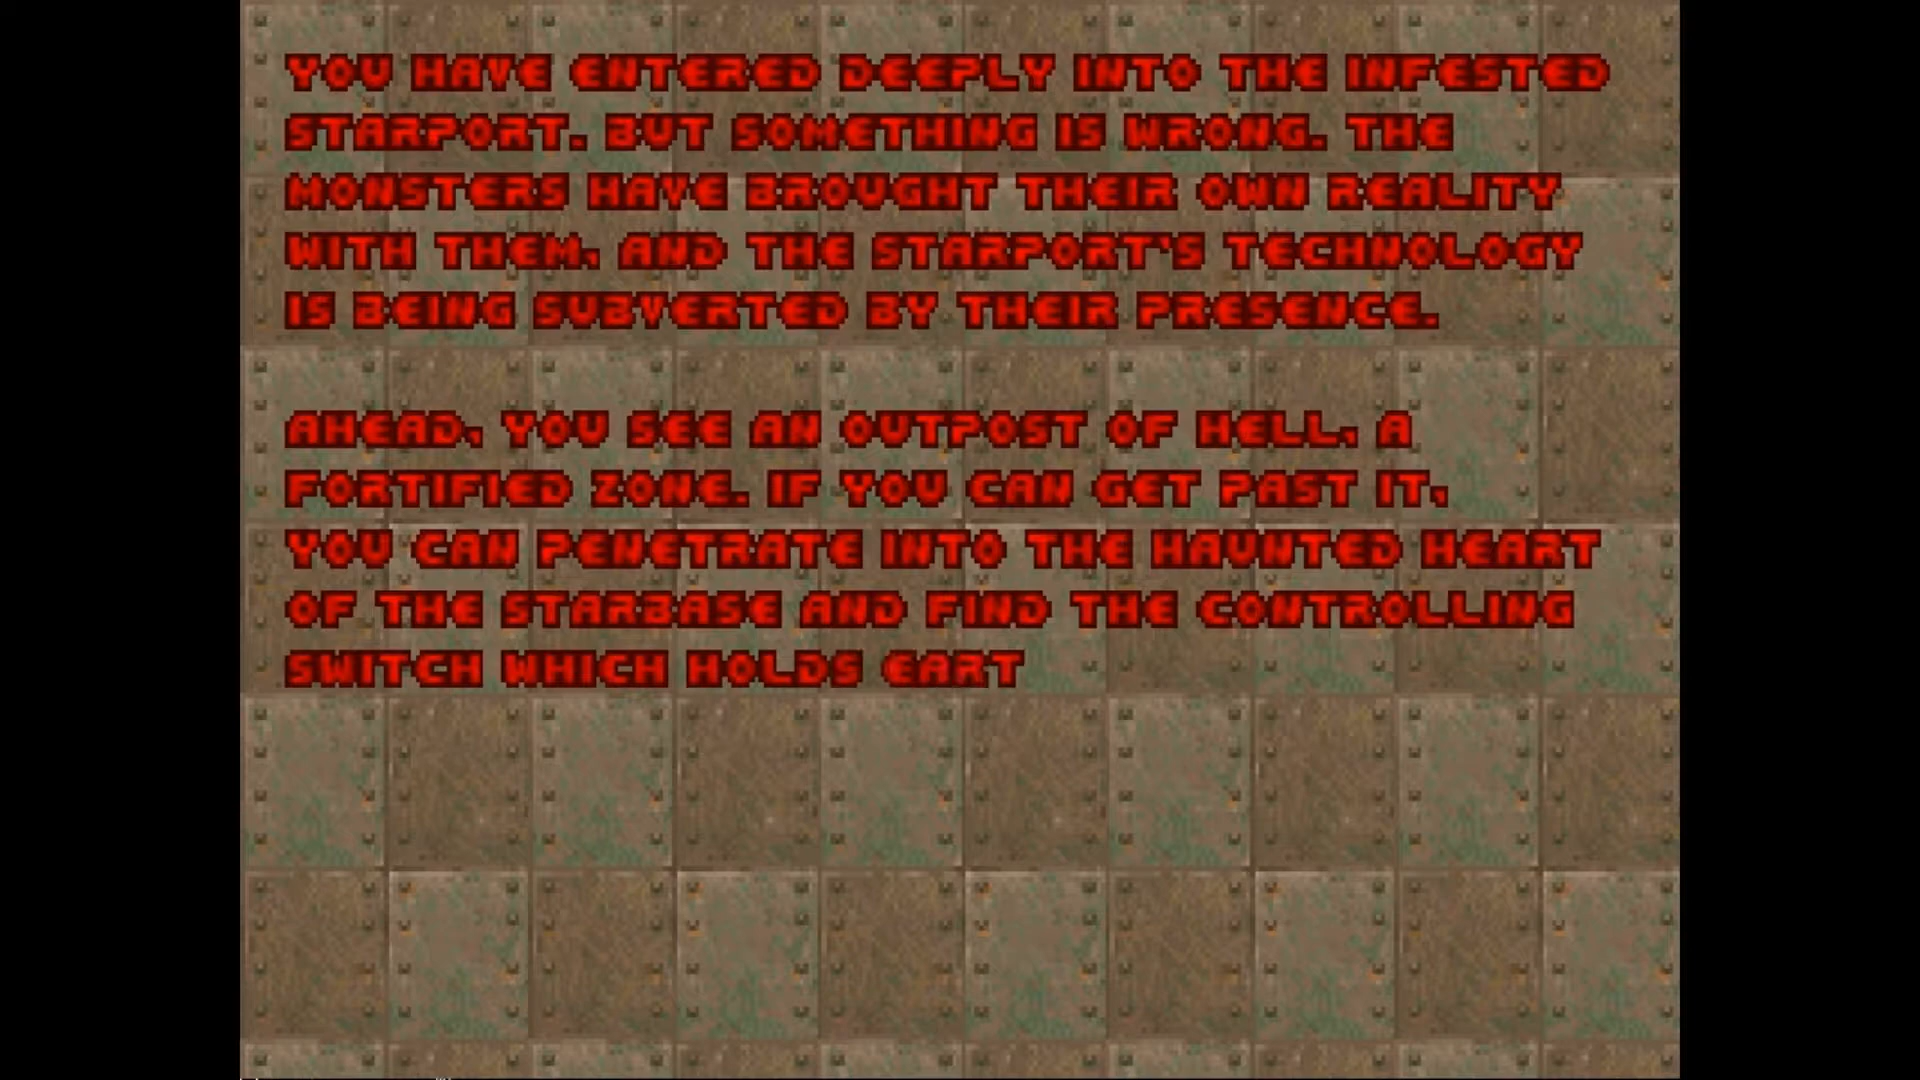 YOU HAVE ENTERED DEEPLY INTO THE INFESTED
STARPORT. BUT SOMETHING IS WRONG. THE
MONSTERS HAVE BROUGHT THEIR OWN REALITY
WITH THEM, AND THE STARPORT'S TECHNOLOGY
IS BEING SUBVERTED BY THEIR PRESENCE.
AHEAD, YOU SEE AN OUTPOST OF HELL, A
FORTIFIED ZONE. IF YOU CAN GET PAST IT,
YOU CAN PENETRATE INTO THE HAUNTED HEART
OF THE STARBASE AND FIND THE CONTROLLING
SWITCH WHICH HOLDS EART